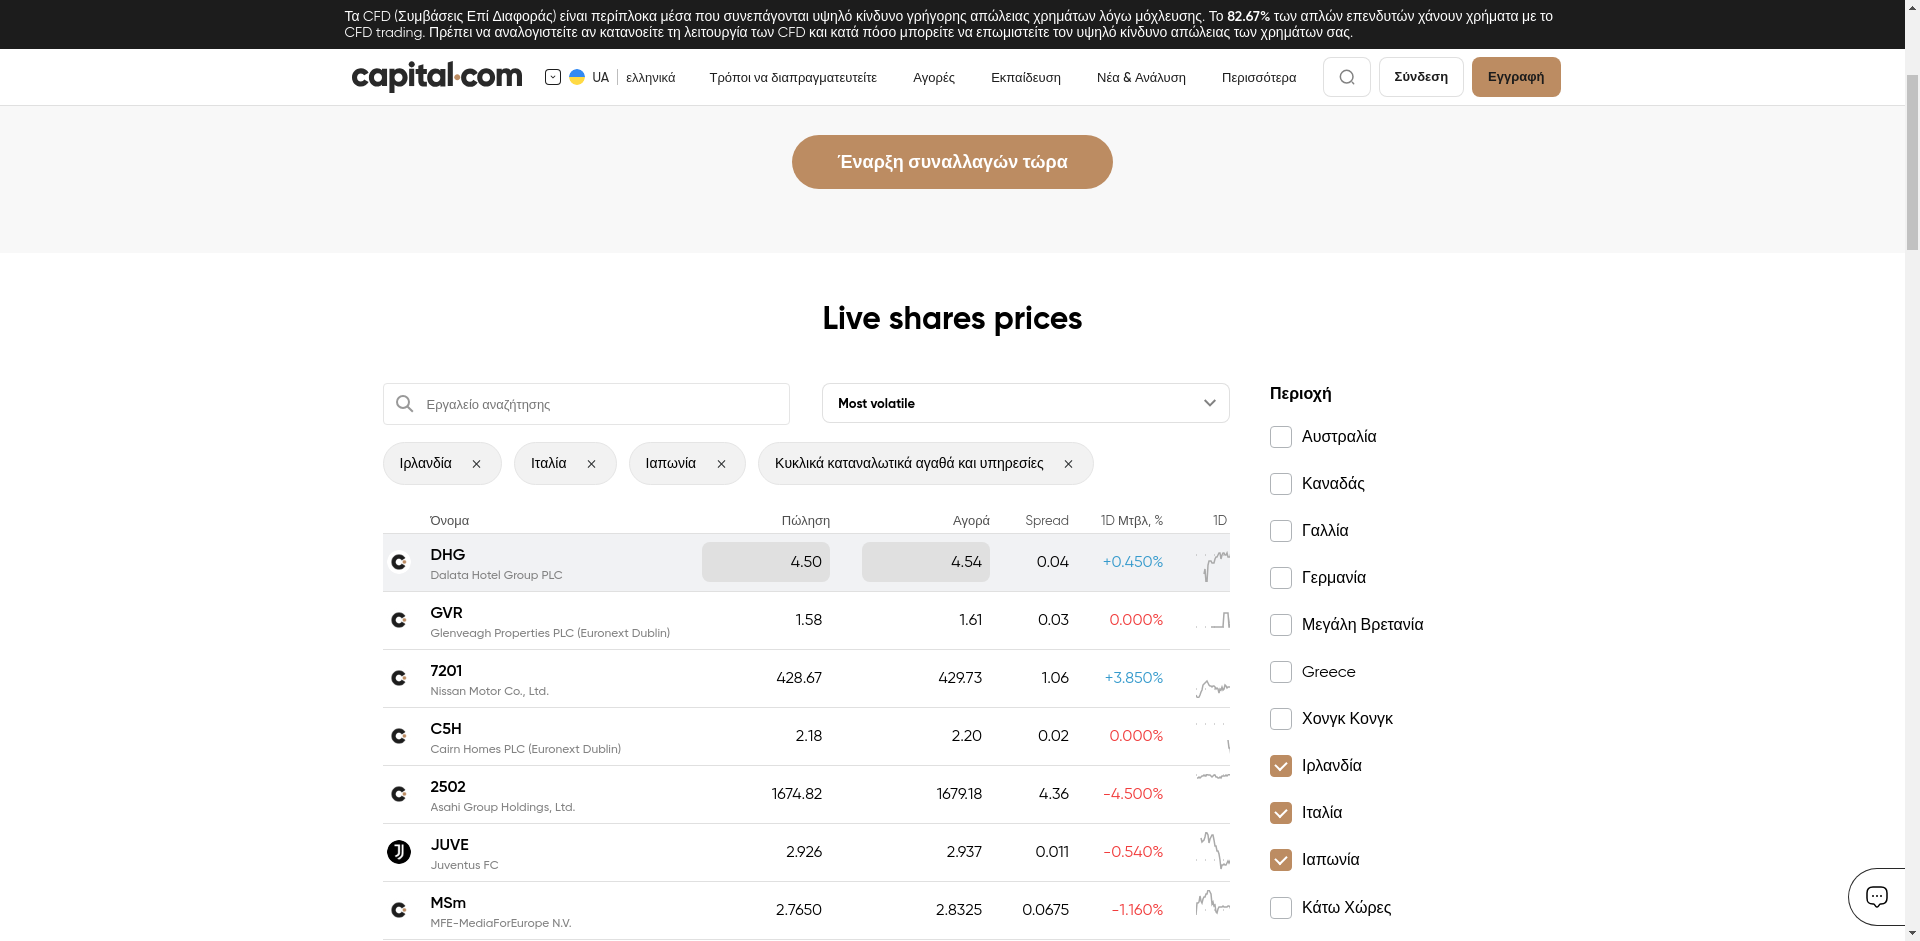 Τα CFD (Συμβάσεις Επί Διαφοράς) είναι περίπλοκα μέσα που συνεπάγονται υψηλό κίνδυνο γρήγορης απώλειας χρημάτων λόγω μόχλευσης. Το 82.67% των απλών επενδυτών χάνουν χρήματα με το
CFD trading. Πρέπει να αναλογιστείτε αν κατανοείτε τη λειτουργία των CFD και κατά πόσο μπορείτε να επωμιστείτε τον υψηλό κίνδυνο απώλειας των χρημάτων σας.
capital.com UA ελληνικά Τρόποι να διαπραγματευτείτε Αγορές Εκπαίδευση Νέα & Ανάλυση Περισσότερα Σύνδεση Εγγραφή
Έναρξη συναλλαγών τώρα
Live shares prices
Εργαλείο αναζήτησης
Most volatile
Ιρλανδία Ιταλία Ιαπωνία Κυκλικά καταναλωτικά αγαθά και υπηρεσίες
Όνομα Πώληση Αγορά Spread 1D Μτβλ, % 1D
DHG 4.50 4.54 0.04 +0.450%
Dalata Hotel Group PLC
GVR 1.58 1.61 0.03 0.000%
Glenveagh Properties PLC (Euronext Dublin)
7201 428.67 429.73 1.06 +3.850%
Nissan Motor Co., Ltd.
C5H 2.18 2.20 0.02 0.000%
Cairn Homes PLC (Euronext Dublin)
2502 1674.82 1679.18 4.36 -4.500%
Asahi Group Holdings, Ltd.
JUVE 2.926 2.937 0.011 -0.540%
Juventus FC
MSm 2.7650 2.8325 0.0675 -1.160%
MFE-MediaForEurope N.V.
Περιοχή
Αυστραλία
Καναδάς
Γαλλία
Γερμανία
Μεγάλη Βρετανία
Greece
Χονγκ Κονγκ
Ιρλανδία
Ιταλία
Ιαπωνία
Κάτω Χώρες